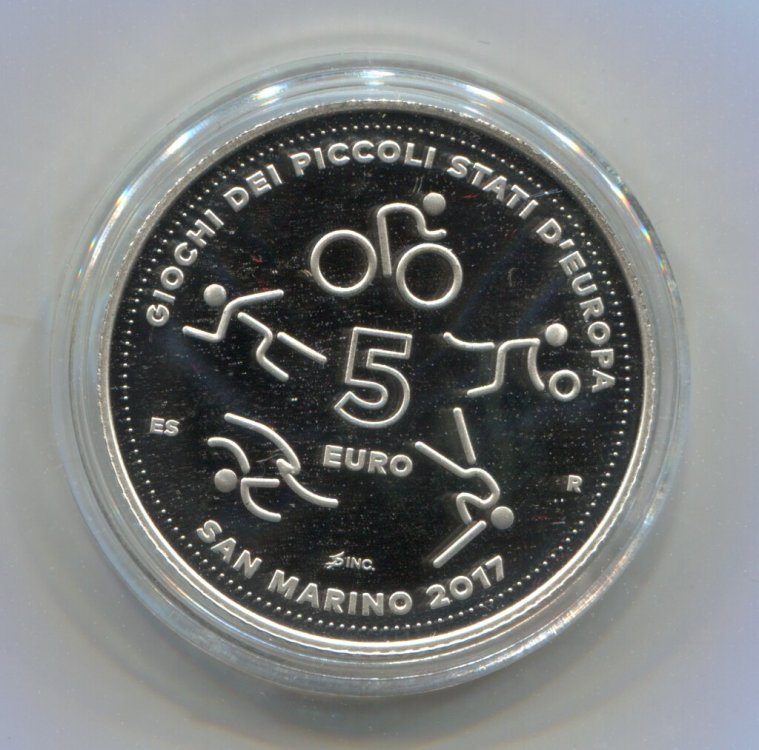 GIOCHI DEI PICCOLI STATI D'EUROPA
5
EURO
ES
R
INC.
SAN MARINO 2017